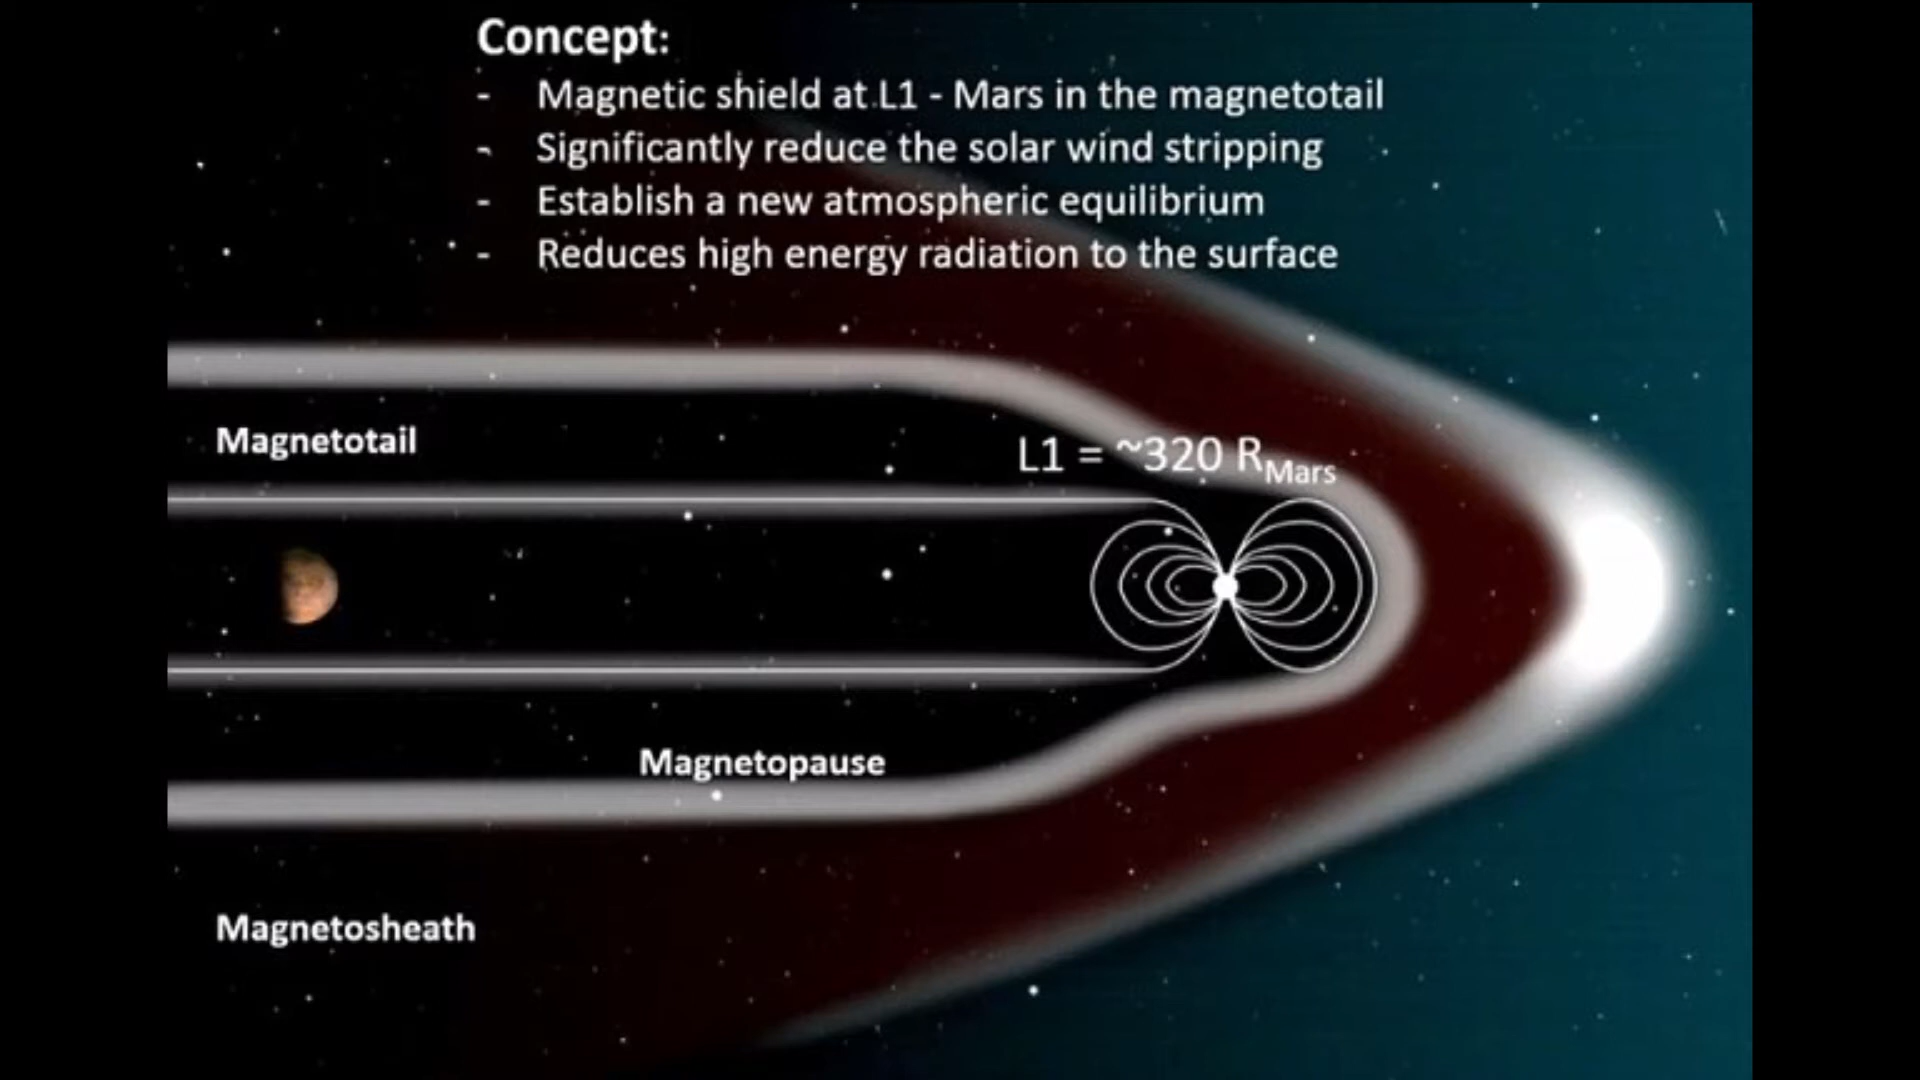 Concept:
- Magnetic shield at L1 - Mars in the magnetotail
- Significantly reduce the solar wind stripping
- Establish a new atmospheric equilibrium
- Reduces high energy radiation to the surface
Magnetotail
L1 = ~320 RMars
Magnetopause
Magnetosheath